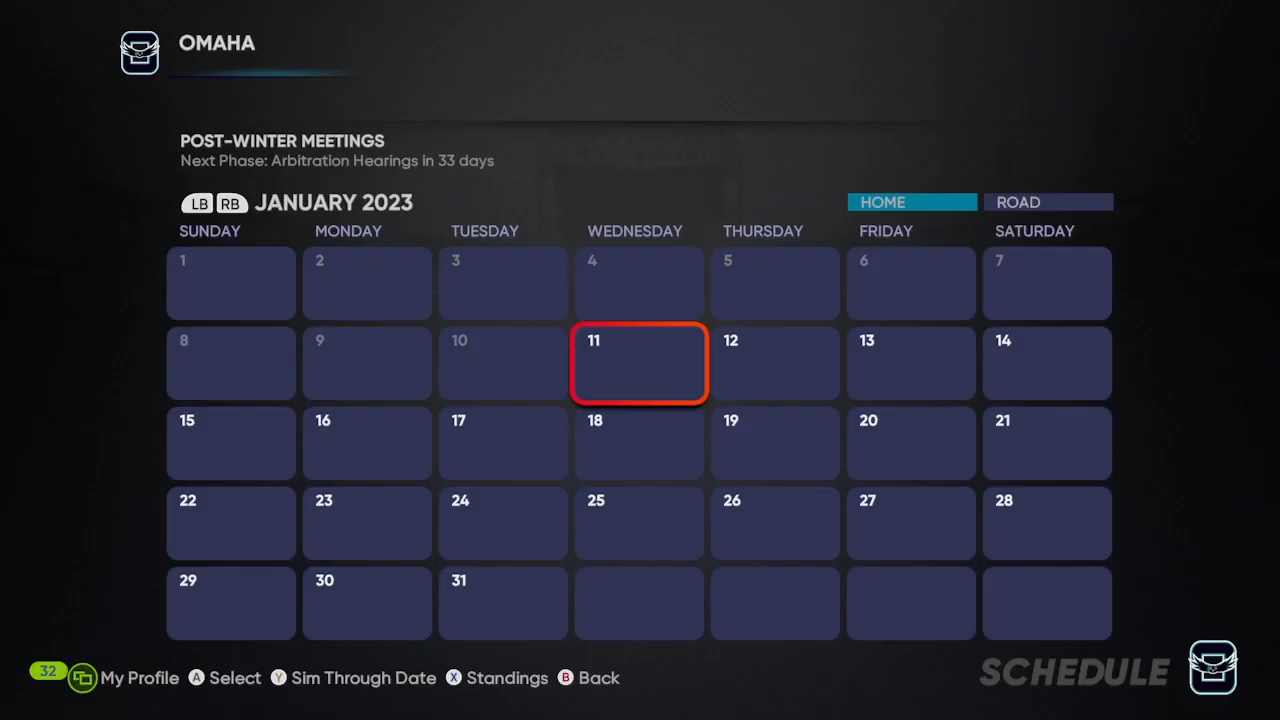 OMAHA
POST-WINTER MEETINGS
Next Phase: Arbitration Hearings in 33 days
LB RB JANUARY 2023 HOME ROAD
SUNDAY MONDAY TUESDAY WEDNESDAY THURSDAY FRIDAY SATURDAY
1 2 3 4 5 6 7
8 9 10 11 12 13 14
15 16 17 18 19 20 21
22 23 24 25 26 27 28
29 30 31
32 My Profile A Select Y Sim Through Date X Standings B Back SCHEDULE